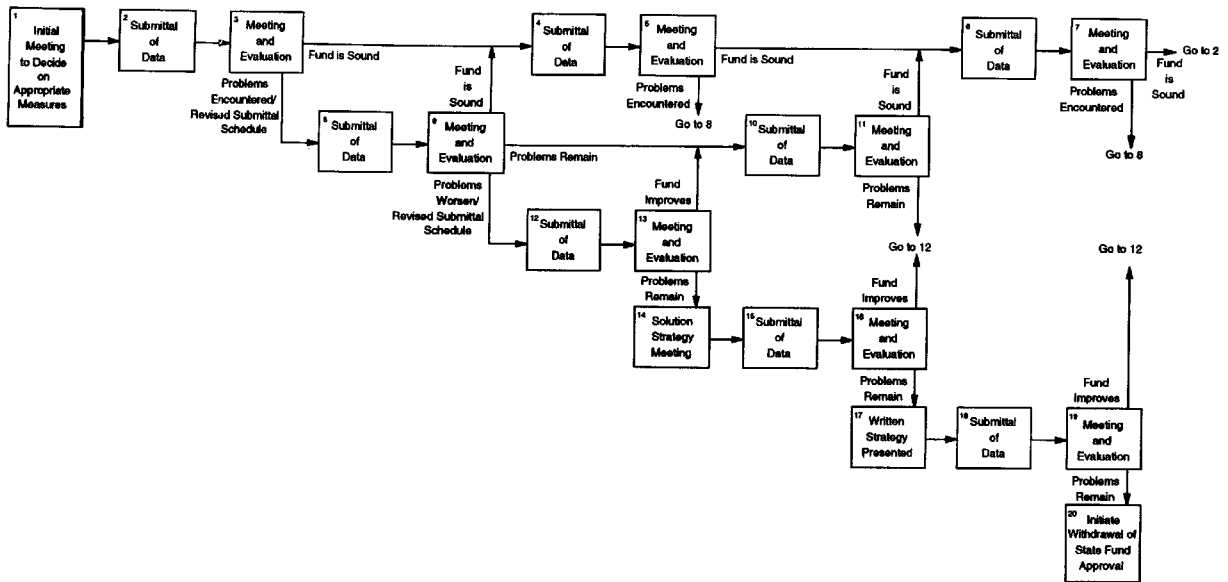 1
Initial
Meeting
to Decide
on
Appropriate
Measures
2
Submittal
of
Data
3
Meeting
and
Evaluation
Fund is Sound
Problems
Encountered/
Revised Submittal
Schedule
4
Submittal
of
Data
5
Meeting
and
Evaluation
Fund is Sound
Problems
Encountered
Go to 8
6
Submittal
of
Data
7
Meeting
and
Evaluation
Go to 2
Fund
is
Sound
Problems
Encountered
Go to 8
Submittal
of
Data
9
Meeting
and
Evaluation
Fund
is
Sound
Problems Remain
Problems
Worsen/
Revised Submittal
Schedule
10
Submittal
of
Data
11
Meeting
and
Evaluation
Fund
is
Sound
Problems
Remain
Go to 12
12
Submittal
of
Data
13
Meeting
and
Evaluation
Fund
Improves
Problems
Remain
14
Solution
Strategy
Meeting
15
Submittal
of
Data
16
Meeting
and
Evaluation
Fund
Improves
Problems
Remain
17
Written
Strategy
Presented
18
Submittal
of
Data
19
Meeting
and
Evaluation
Fund
Improves
Go to 12
Problems
Remain
20
Initiate
Withdrawal of
State Fund
Approval